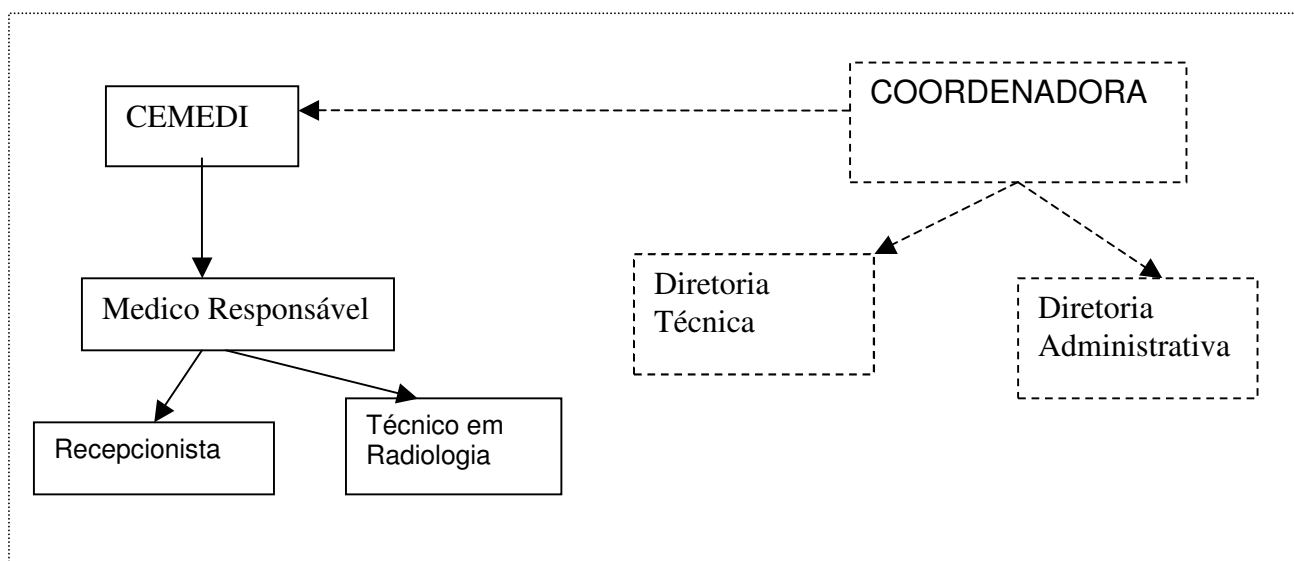 CEMEDI
COORDENADORA
Medico Responsável
Recepcionista
Técnico em
Radiologia
Diretoria
Técnica
Diretoria
Administrativa